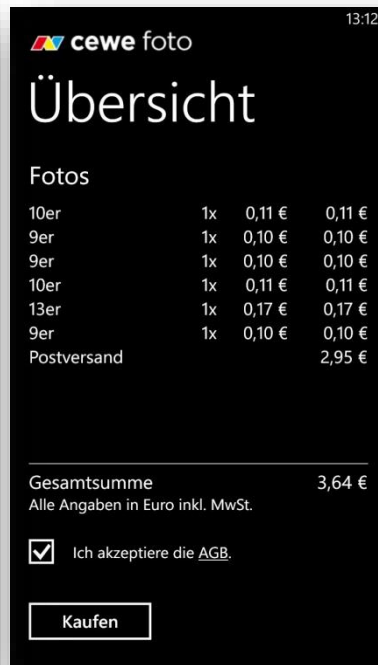 13:12
cewe foto
Übersicht
Fotos
10er 1x 0,11 € 0,11 €
9er 1x 0,10 € 0,10 €
9er 1x 0,10 € 0,10 €
10er 1x 0,11 € 0,11 €
13er 1x 0,17 € 0,17 €
9er 1x 0,10 € 0,10 €
Postversand 2,95 €
Gesamtsumme 3,64 €
Alle Angaben in Euro inkl. MwSt.
Ich akzeptiere die AGB.
Kaufen